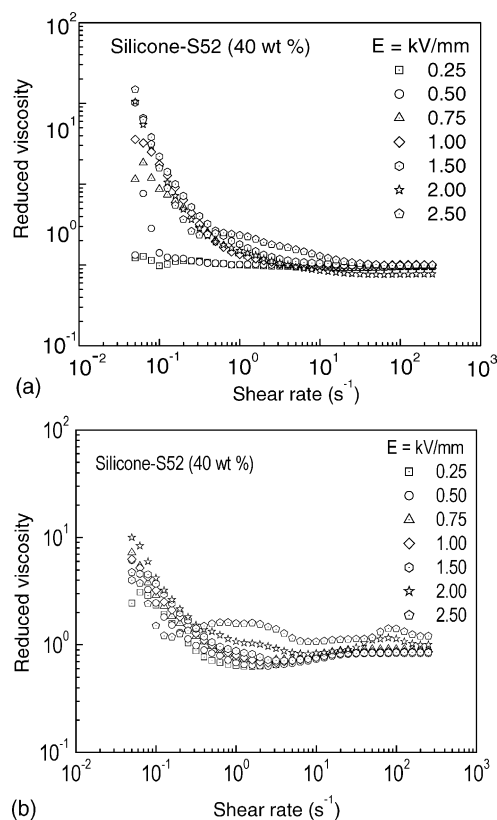 10²
Silicone-S52 (40 wt %)
E = kV/mm
0.25
0.50
0.75
1.00
1.50
2.00
2.50
10¹
10⁰
10⁻¹
Reduced viscosity
10⁻² 10⁻¹ 10⁰ 10¹ 10² 10³
(a)
Shear rate (s⁻¹)
10²
E = kV/mm
Silicone-S52 (40 wt %)
0.25
0.50
0.75
1.00
1.50
2.00
2.50
10¹
10⁰
10⁻¹
Reduced viscosity
10⁻² 10⁻¹ 10⁰ 10¹ 10² 10³
(b)
Shear rate (s⁻¹)